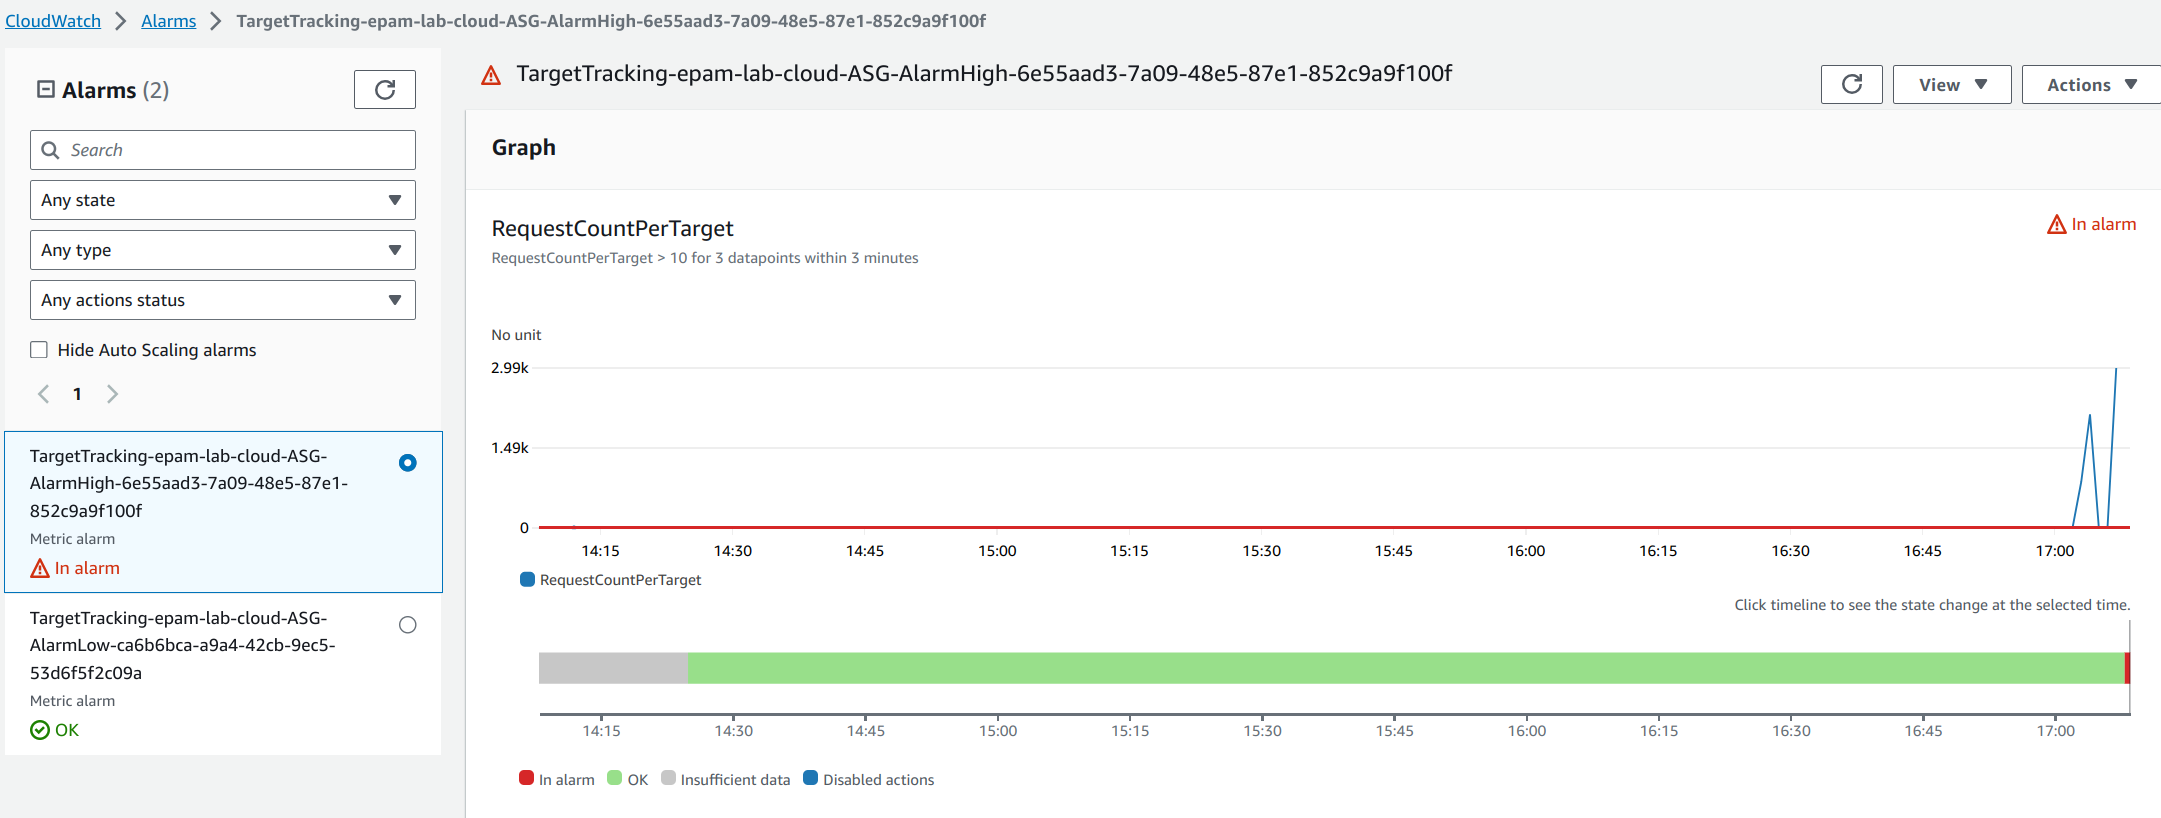 CloudWatch > Alarms > TargetTracking-epam-lab-cloud-ASG-AlarmHigh-6e55aad3-7a09-48e5-87e1-852c9a9f100f
Alarms (2)
Search
Any state
Any type
Any actions status
Hide Auto Scaling alarms
1
TargetTracking-epam-lab-cloud-ASG-
AlarmHigh-6e55aad3-7a09-48e5-87e1-
852c9a9f100f
Metric alarm
In alarm
TargetTracking-epam-lab-cloud-ASG-
AlarmLow-ca6b6bca-a9a4-42cb-9ec5-
53d6f5f2c09a
Metric alarm
OK
TargetTracking-epam-lab-cloud-ASG-AlarmHigh-6e55aad3-7a09-48e5-87e1-852c9a9f100f
View
Actions
Graph
RequestCountPerTarget
In alarm
RequestCountPerTarget > 10 for 3 datapoints within 3 minutes
No unit
2.99k
1.49k
0
14:15 14:30 14:45 15:00 15:15 15:30 15:45 16:00 16:15 16:30 16:45 17:00
RequestCountPerTarget
Click timeline to see the state change at the selected time.
14:15 14:30 14:45 15:00 15:15 15:30 15:45 16:00 16:15 16:30 16:45 17:00
In alarm OK Insufficient data Disabled actions